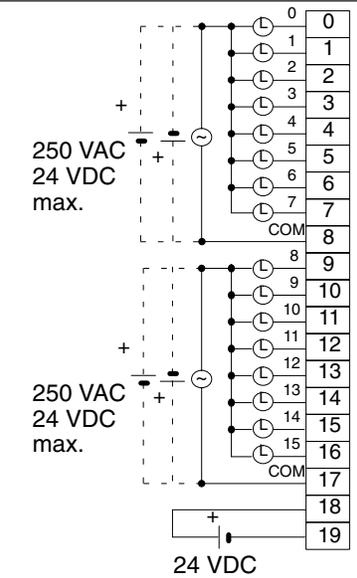 0 L 0
1 L 1
2 L 2
3 L 3
+ 4 L 4
+ 5 L 5
250 VAC
24 VDC
max.
6 L 6
7 L 7
COM 8
8 L 9
9 L 10
10 L 11
11 L 12
+ 12 L 13
+ 13 L 14
250 VAC
24 VDC
max.
14 L 15
15 L 16
COM 17
18
+ 19
24 VDC